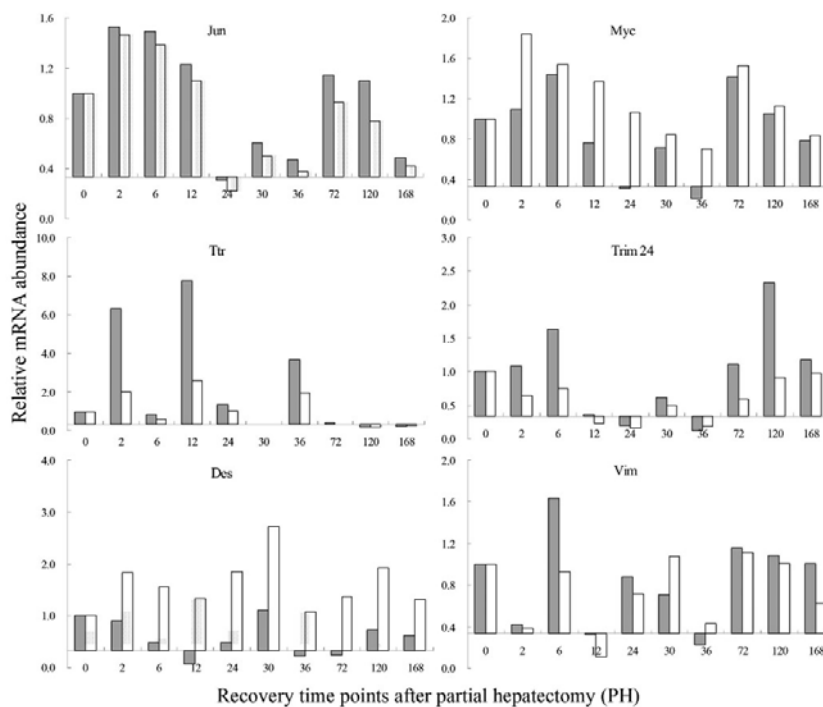 Relative mRNA abundance
Jun
1.6
1.2
0.8
0.4
0.0
0 2 6 12 24 30 36 72 120 168
Myc
2.0
1.6
1.2
0.8
0.4
0.0
0 2 6 12 24 30 36 72 120 168
Ttr
10.0
8.0
6.0
4.0
2.0
0.0
0 2 6 12 24 30 36 72 120 168
Trim 24
3.0
2.5
2.0
1.5
1.0
0.5
0.0
0 2 6 12 24 30 36 72 120 168
Des
4.0
3.0
2.0
1.0
0.0
0 2 6 12 24 30 36 72 120 168
Vim
2.0
1.6
1.2
0.8
0.4
0.0
0 2 6 12 24 30 36 72 120 168
Recovery time points after partial hepatectomy (PH)